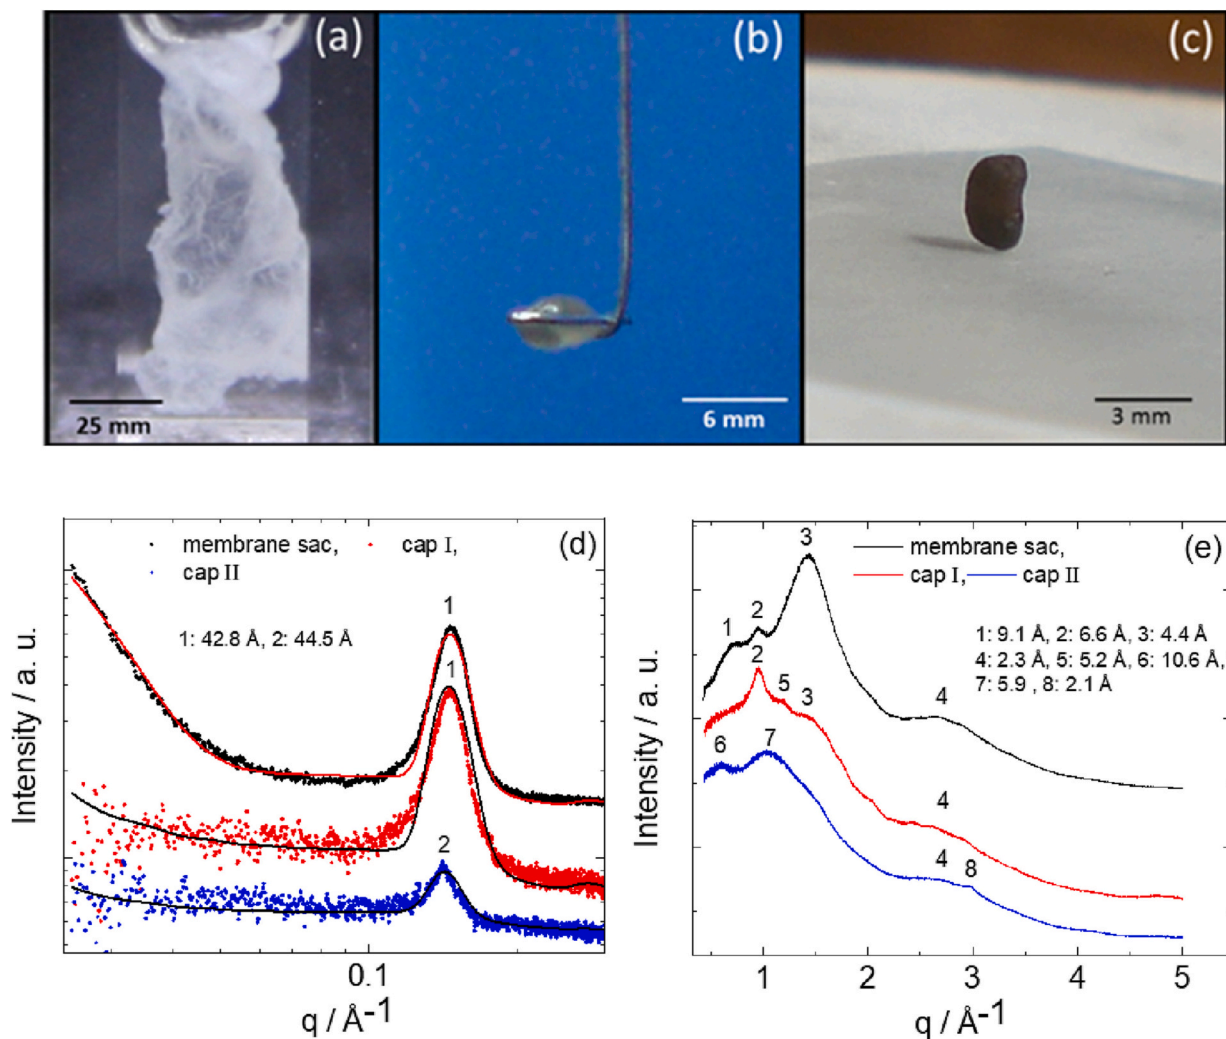 (a)
(b)
(c)
25 mm
6 mm
3 mm
(d)
membrane sac, cap I,
cap II
1: 42.8 Å, 2: 44.5 Å
1
1
2
Intensity / a. u.
0.1
q / Å-1
(e)
membrane sac,
cap I, cap II
1: 9.1 Å, 2: 6.6 Å, 3: 4.4 Å
4: 2.3 Å, 5: 5.2 Å, 6: 10.6 Å,
7: 5.9 , 8: 2.1 Å
3
1 2
4
2 5 3
4
6 7
4 8
Intensity / a. u.
1 2 3 4 5
q / Å-1